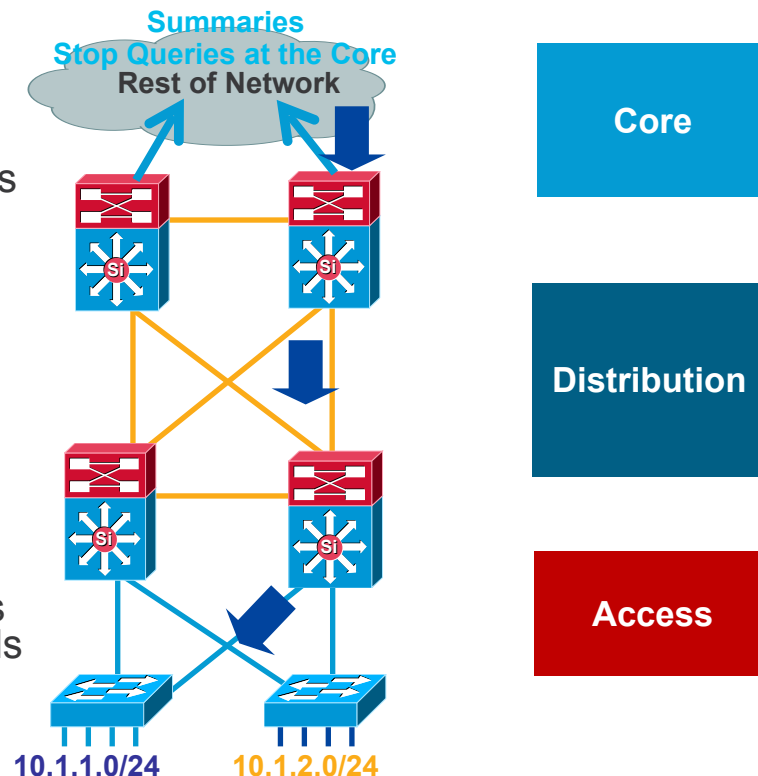 Summaries
Stop Queries at the Core
Rest of Network
Core
s
Si
Si
Distribution
Si
Si
s
ls
Access
10.1.1.0/24
10.1.2.0/24